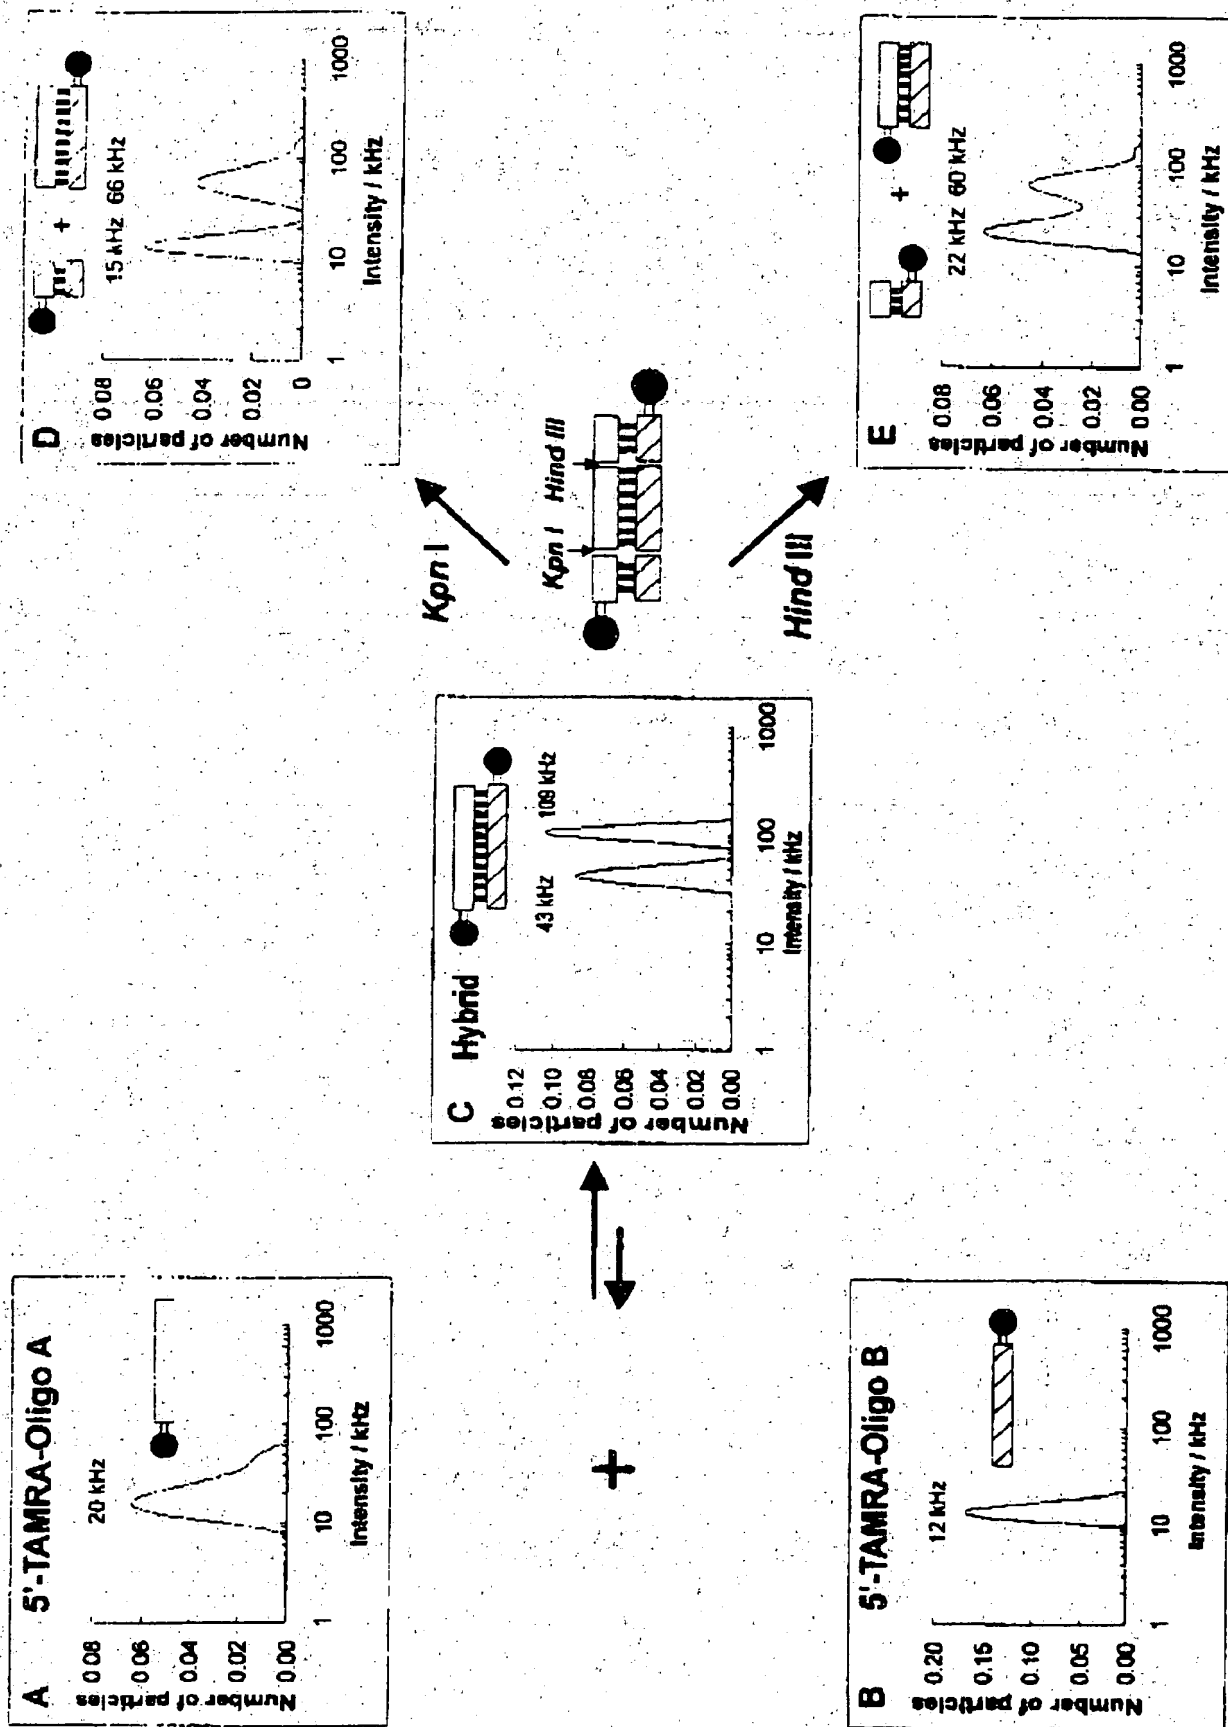 A 5'-TAMRA-Oligo A
20 kHz
0.08
0.06
0.04
0.02
0.00
Number of particles
1 10 100 1000
Intensity / kHz
+
B 5'-TAMRA-Oligo B
12 kHz
0.20
0.15
0.10
0.05
0.00
Number of particles
1 10 100 1000
Intensity / kHz
C Hybrid
43 kHz 109 kHz
0.12
0.10
0.08
0.06
0.04
0.02
0.00
Number of particles
1 10 100 1000
Intensity / kHz
Kpn I
Kpn I Hind III
Hind III
D
+
15 kHz 66 kHz
0.08
0.06
0.04
0.02
0
Number of particles
1 10 100 1000
Intensity / kHz
E
+
22 kHz 60 kHz
0.08
0.06
0.04
0.02
0.00
Number of particles
1 10 100 1000
Intensity / kHz